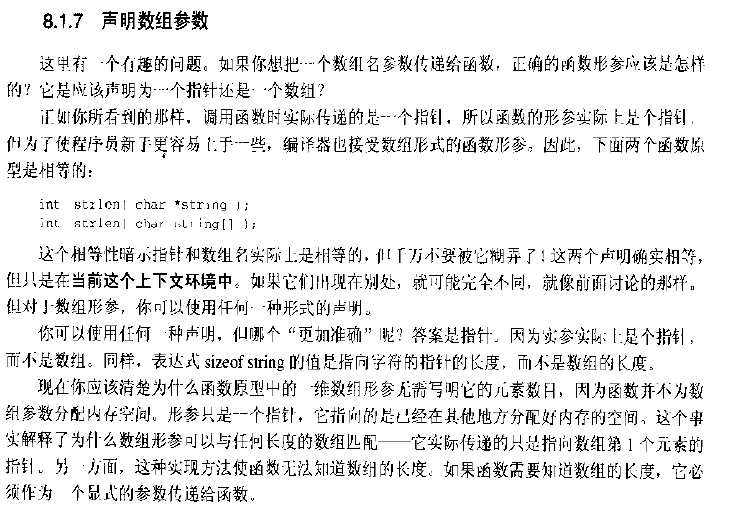 8.1.7 声明数组参数
这里有一个有趣的问题。如果你想把一个数组名参数传递给函数，正确的函数形参应该是怎样
的？它是应该声明为一个指针还是一个数组？
正如你所看到的那样，调用函数时实际传递的是一个指针，所以函数的形参实际上是个指针。
但为了使程序员新手更容易上手一些，编译器也接受数组形式的函数形参。因此，下面两个函数原
型是相等的：
int strlen( char *string );
int strlen( char string[] );
这个相等性暗示指针和数组名实际上是相等的，但千万不要被它糊弄了！这两个声明确实相等，
但只是在当前这个上下文环境中。如果它们出现在别处，就可能完全不同，就像前面讨论的那样。
但对于数组形参，你可以使用任何一种形式的声明。
你可以使用任何一种声明，但哪个“更加准确”呢？答案是指针。因为实参实际上是个指针，
而不是数组。同样，表达式 sizeof string 的值是指向字符的指针的长度，而不是数组的长度。
现在你应该清楚为什么函数原型中的一维数组形参无需写明它的元素数目，因为函数并不为数
组参数分配内存空间。形参只是一个指针，它指向的是已经在其他地方分配好内存的空间。这个事
实解释了为什么数组形参可以与任何长度的数组匹配——它实际传递的只是指向数组第 1 个元素的
指针。另一方面，这种实现方法使函数无法知道数组的长度。如果函数需要知道数组的长度，它必
须作为一个显式的参数传递给函数。